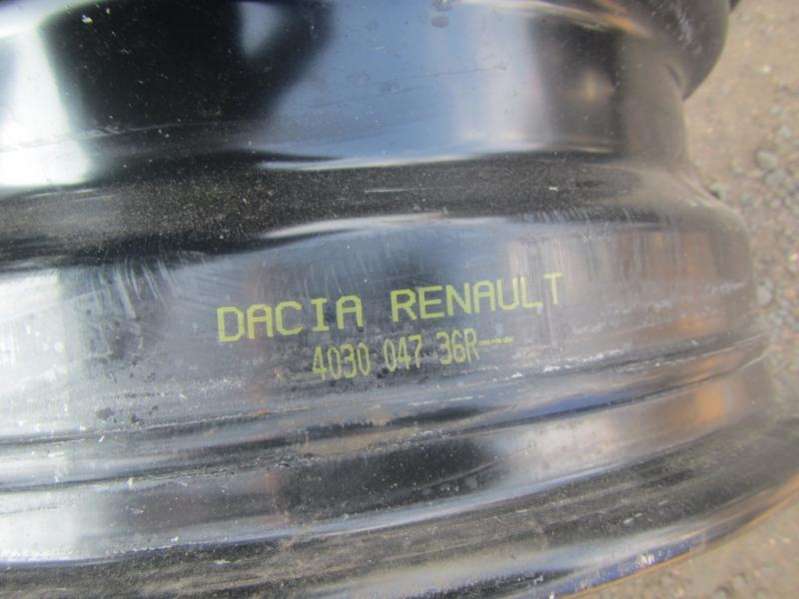 DACIA RENAULT
4030 047 36R---